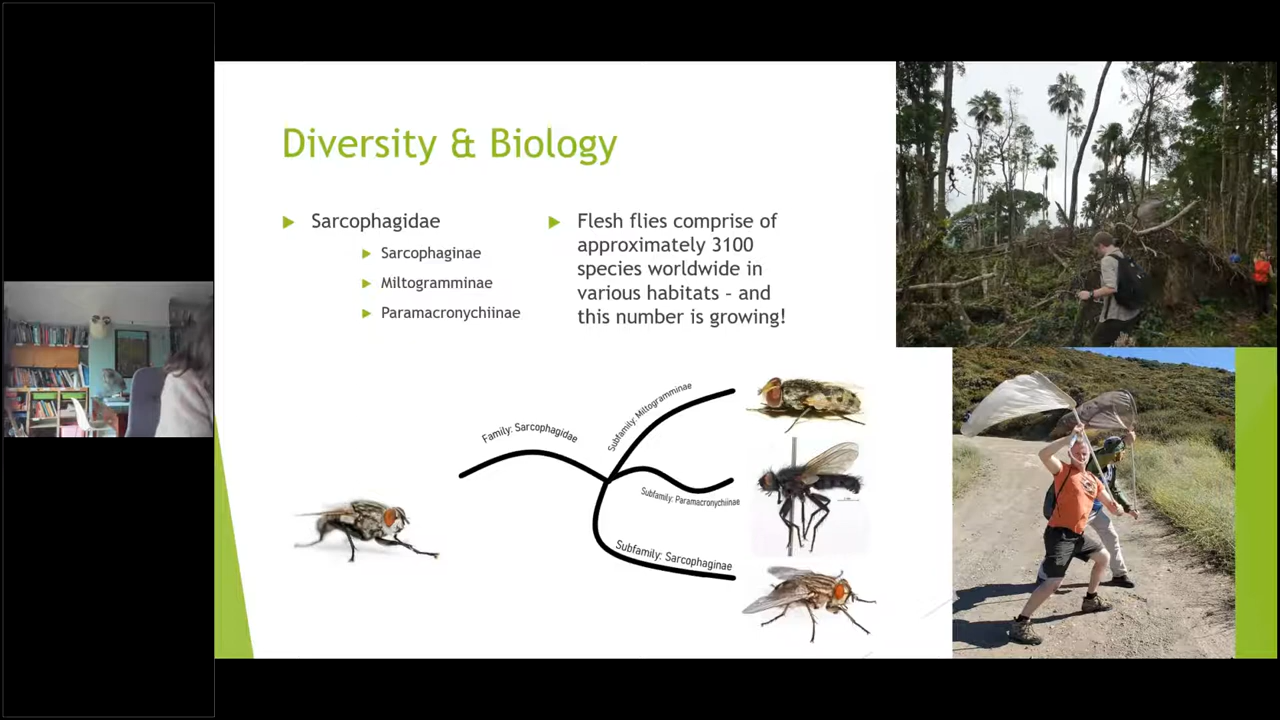 Diversity & Biology
Sarcophagidae
Sarcophaginae
Miltogramminae
Paramacronychiinae
Flesh flies comprise of
approximately 3100
species worldwide in
various habitats - and
this number is growing!
Family: Sarcophagidae
Subfamily: Miltogramminae
Subfamily: Paramacronychiinae
Subfamily: Sarcophaginae